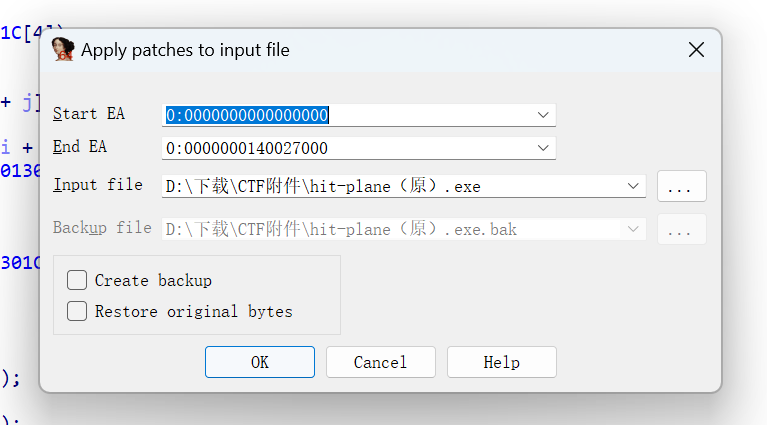 1C[4])
Apply patches to input file
+ j]
Start EA
0:0000000000000000
i +
End EA
0:0000000140027000
0130
Input file
D:\下载\CTF附件\hit-plane（原）.exe
...
Backup file
D:\下载\CTF附件\hit-plane（原）.exe.bak
...
301C
Create backup
Restore original bytes
OK
Cancel
Help
);
);